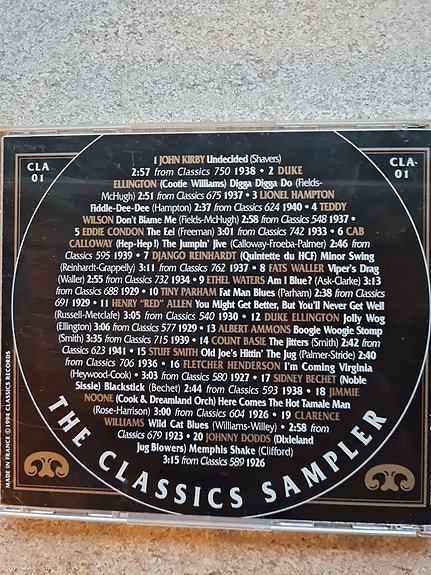 CLA
01
CLA-
01
1 JOHN KIRBY Undecided (Shavers)
2:57 from Classics 750 1938 • 2 DUKE
ELLINGTON (Cootie Williams) Digga Digga Do (Fields-
McHugh) 2:51 from Classics 675 1937 • 3 LIONEL HAMPTON
Fiddle-Dee-Dee (Hampton) 2:37 from Classics 624 1940 • 4 TEDDY
WILSON Don't Blame Me (Fields-McHugh) • 2:58 from Classics 548 1937 •
5 EDDIE CONDON The Eel (Freeman) 3:01 from Classics 742 1933 • 6 CAB
CALLOWAY (Hep-Hep!) The Jumpin' Jive (Calloway-Froeba-Palmer) 2:46 from
Classics 595 1939 • 7 DJANGO REINHARDT (Quintette du HCF) Minor Swing
(Reinhardt-Grappelly) 3:11 from Classics 762 1937 • 8 FATS WALLER Viper's Drag
(Waller) 2:55 from Classics 732 1934 • 9 ETHEL WATERS Am I Blue? (Ask-Clarke) 3:13
from Classics 688 1929 • 10 TINY PARHAM Fat Man Blues (Parham) 2:38 from Classics
691 1929 • 11 HENRY "RED" ALLEN You Might Get Better, But You'll Never Get Well
(Russell-Metclafe) 3:05 from Classics 540 1930 • 12 DUKE ELLINGTON Jolly Wog
(Ellington) 3:06 from Classics 577 1929 • 13 ALBERT AMMONS Boogie Woogie Stomp
(Smith) 3:35 from Classics 715 1939 • 14 COUNT BASIE The Jitters (Smith) 2:42 from
Classics 623 1941 • 15 STUFF SMITH Old Joe's Hittin' The Jug (Palmer-Stride) 2:40
from Classics 706 1936 • 16 FLETCHER HENDERSON I'm Coming Virginia
(Heywood-Cook) • 3:03 from Classics 580 1927 • 17 SIDNEY BECHET (Noble
Sissle) Blackstick (Bechet) 2:44 from Classics 593 1938 • 18 JIMMIE
NOONE (Cook & Dreamland Orch) Here Comes The Hot Tamale Man
(Rose-Harrison) 3:00 from Classics 604 1926 • 19 CLARENCE
WILLIAMS Wild Cat Blues (Williams-Willey) • 2:58 from
Classics 679 1923 • 20 JOHNNY DODDS (Dixieland
Jug Blowers) Memphis Shake (Clifford)
3:15 from Classics 589 1926
THE CLASSICS SAMPLER
MADE IN FRANCE © 1994 CLASSICS RECORDS